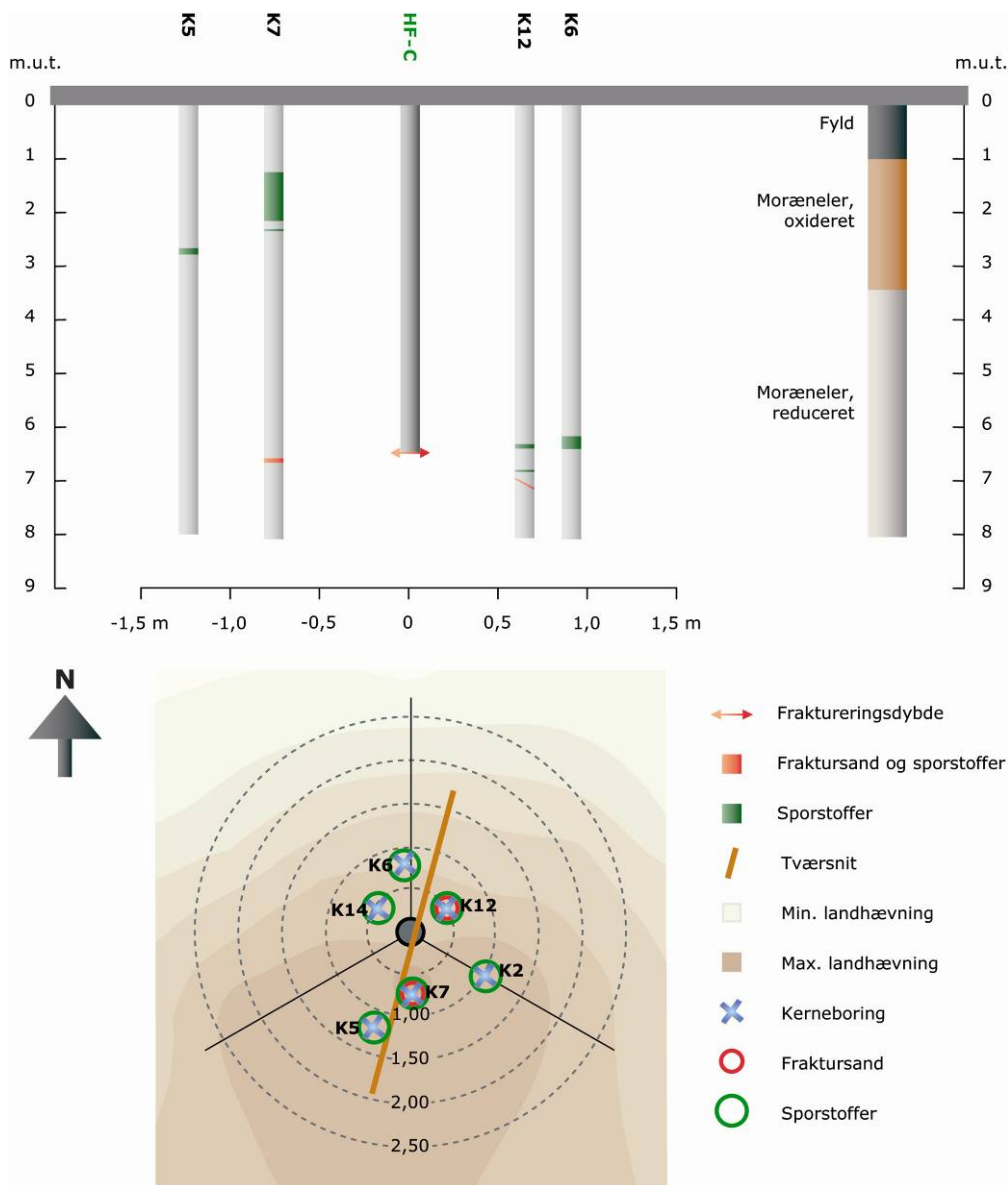 K5
K7
HF-C
K12
K6
m.u.t.
m.u.t.
0
1
2
3
4
5
6
7
8
9
Fyld
Moræneler,
oxideret
Moræneler,
reduceret
0
1
2
3
4
5
6
7
8
9
-1,5 m
-1,0
-0,5
0
0,5
1,0
1,5 m
N
K6
K14
K12
K2
K7
K5
1,00
1,50
2,00
2,50
Fraktureringsdybde
Fraktursand og sporstoffer
Sporstoffer
Tværsnit
Min. landhævning
Max. landhævning
Kerneboring
Fraktursand
Sporstoffer